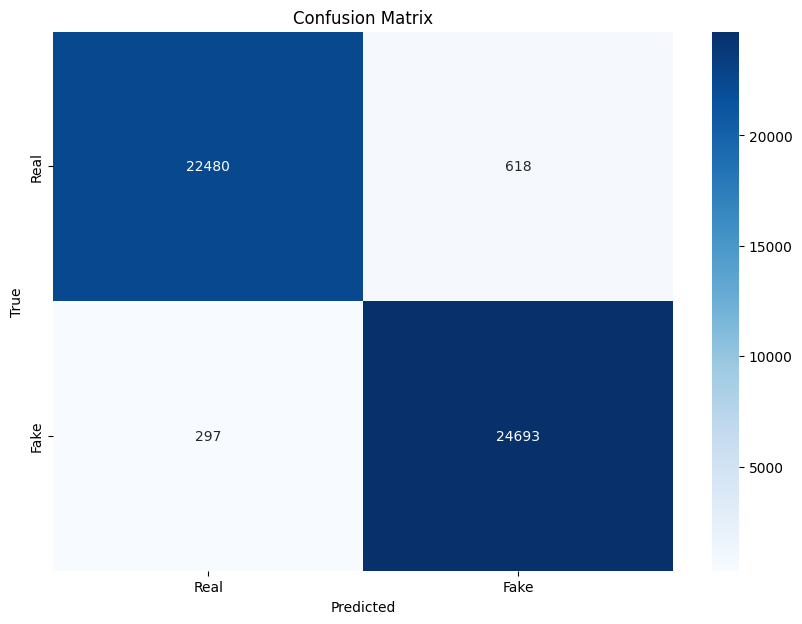 Confusion Matrix
True
Real
Fake
22480
618
297
24693
Real
Fake
Predicted
20000
15000
10000
5000